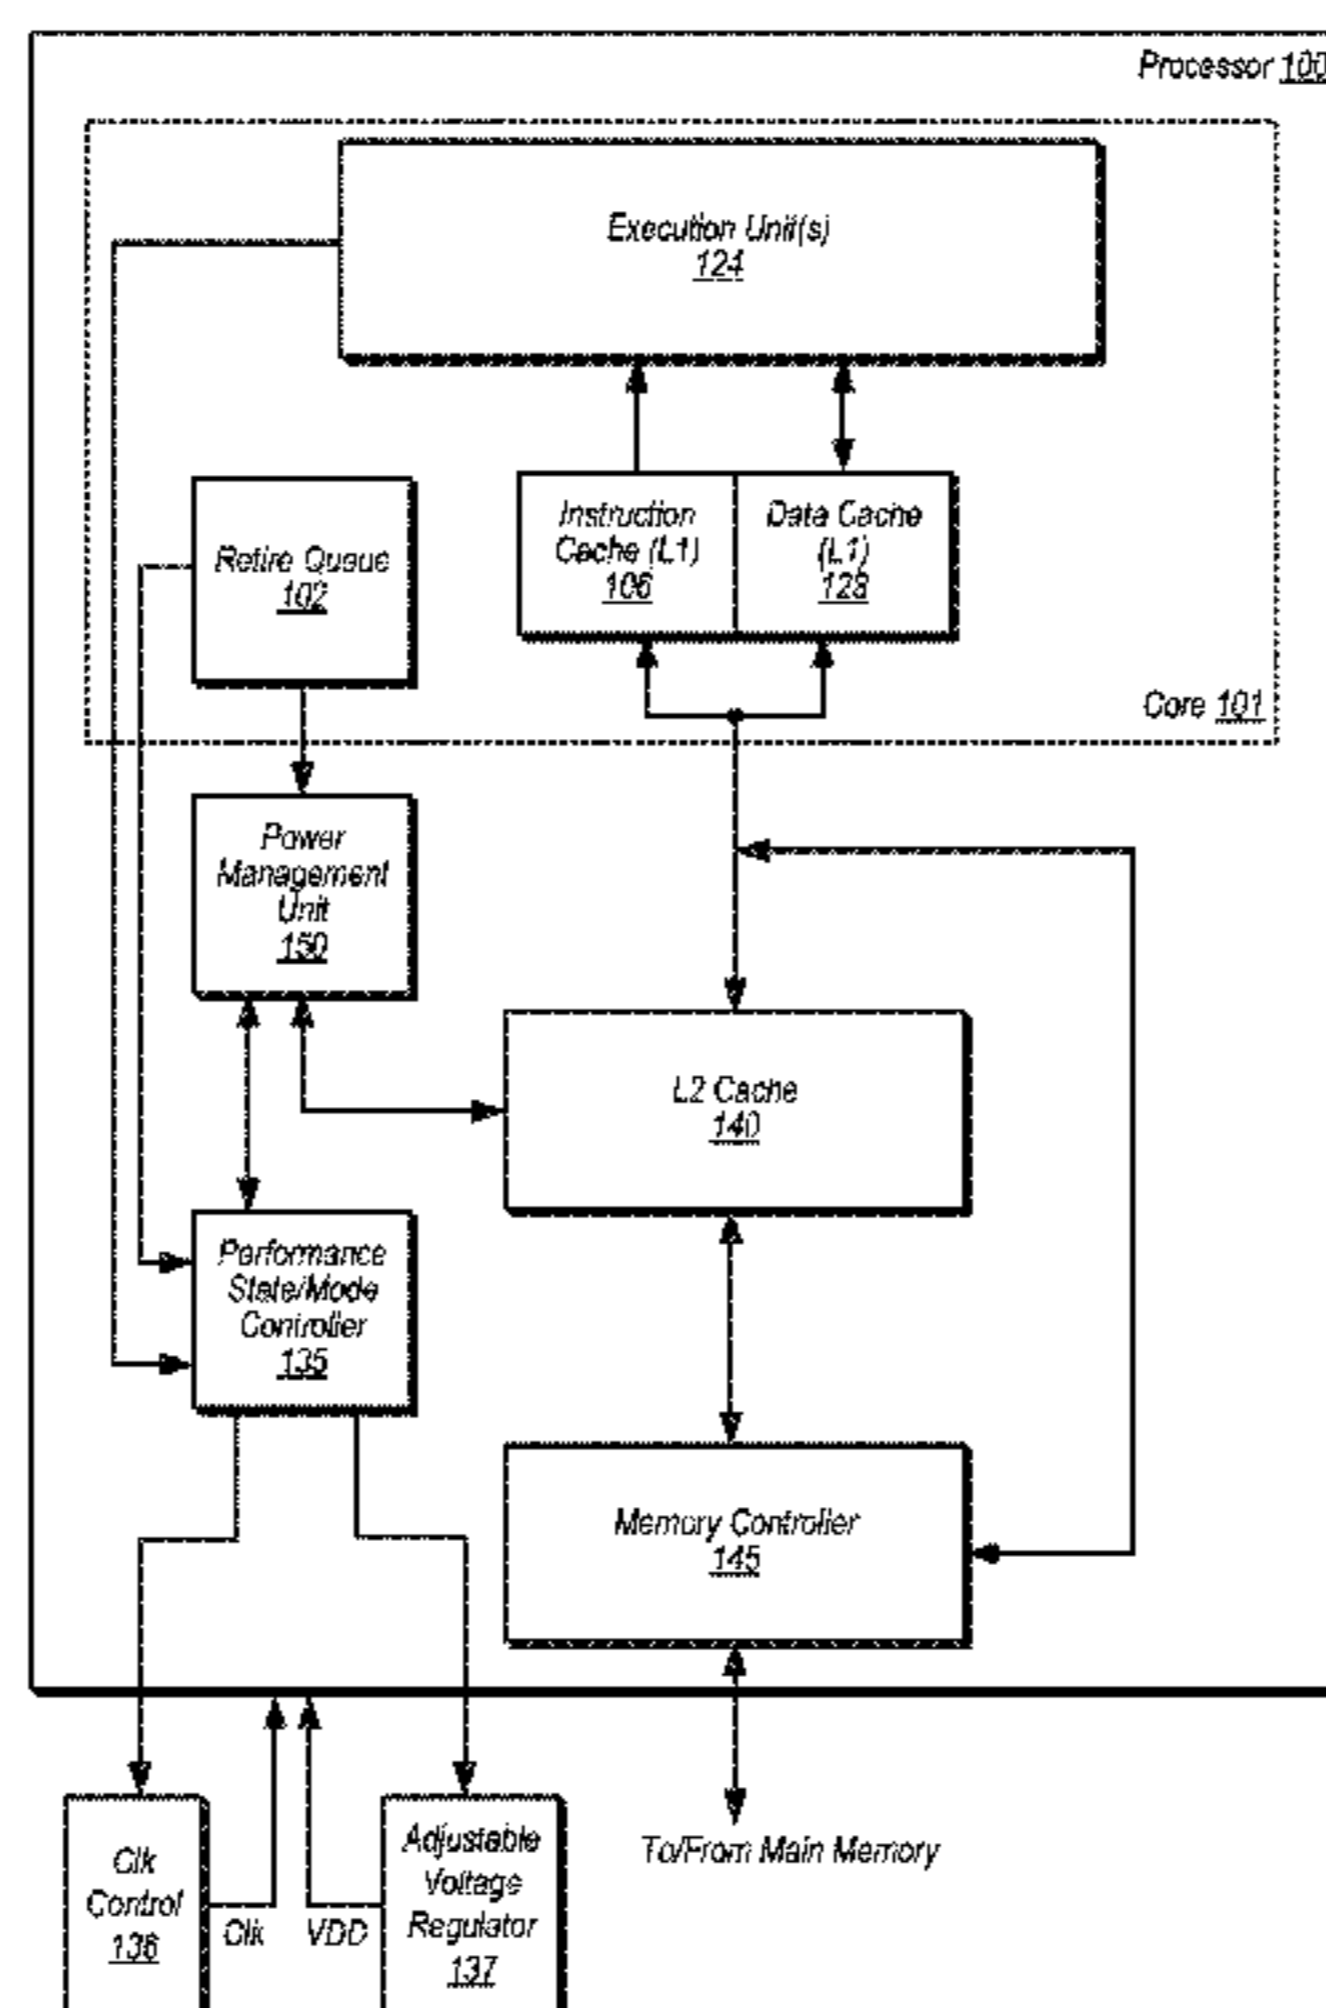 Processor 100
Execution Unit(s)
124
Instruction
Cache (L1)
106
Data Cache
(L1)
128
Retire Queue
102
Core 101
Power
Management
Unit
150
L2 Cache
140
Performance
State/Mode
Controller
135
Memory Controller
145
Clk
Control
136
Clk
VDD
Adjustable
Voltage
Regulator
137
To/From Main Memory